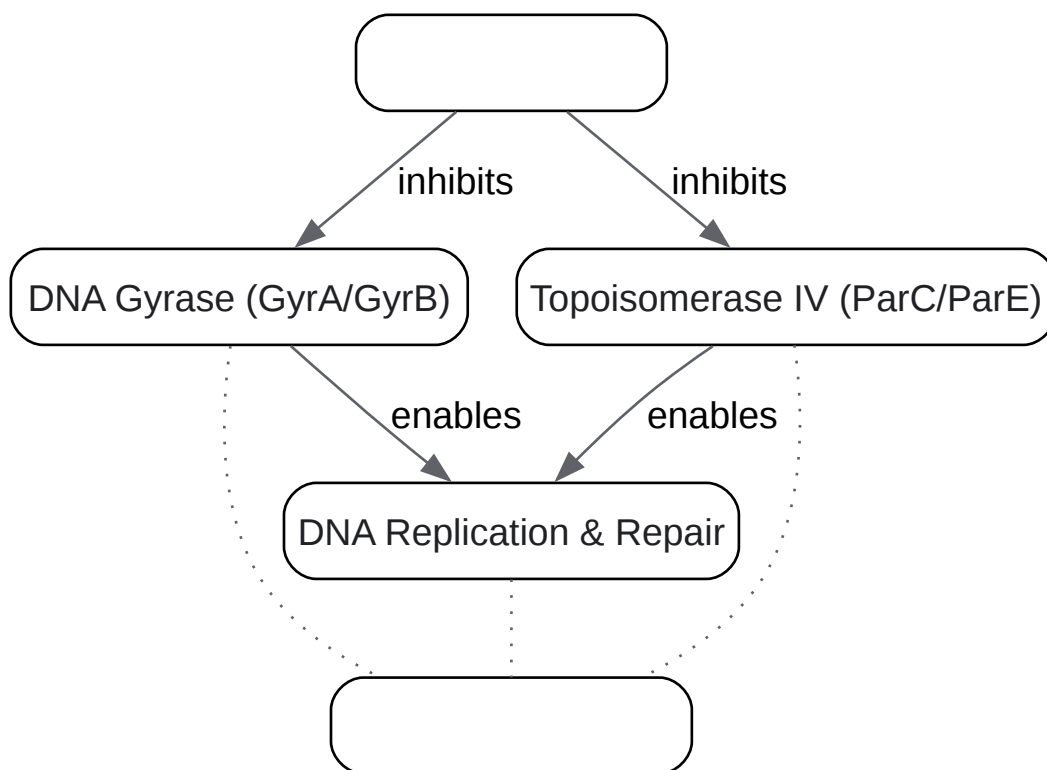 inhibits
inhibits
DNA Gyrase (GyrA/GyrB)
Topoisomerase IV (ParC/ParE)
enables
enables
DNA Replication & Repair